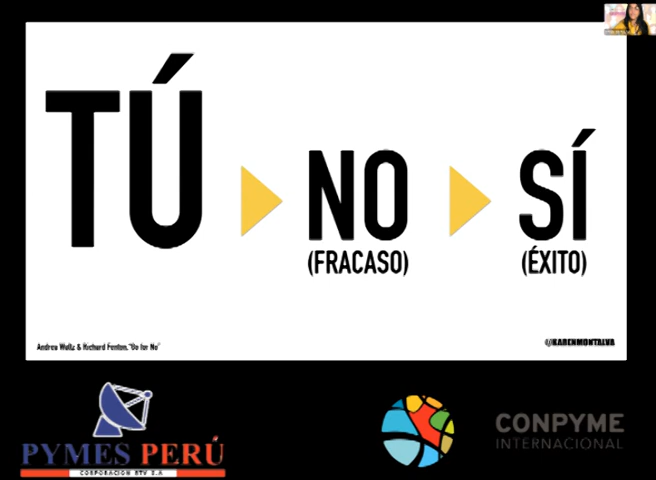 TÚ
NO
SÍ
(FRACASO)
(ÉXITO)
Andrea Waltz & Richard Fenton, "Go for No"
@KARENMONTALVA
PYMES PERÚ
CORPORACION RTV S.A
CONPYME
INTERNACIONAL